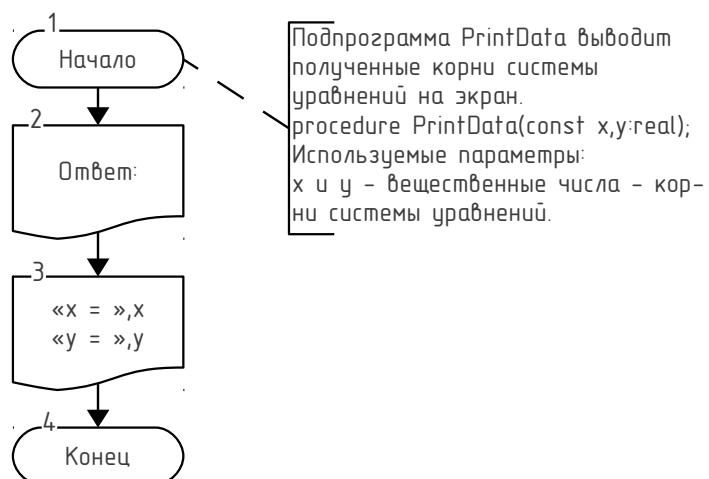 1
Начало
2
Ответ:
3
«x = »,x
«y = »,y
4
Конец
Подпрограмма PrintData выводит
полученные корни системы
уравнений на экран.
procedure PrintData(const x,y:real);
Используемые параметры:
x и y - вещественные числа - кор-
ни системы уравнений.